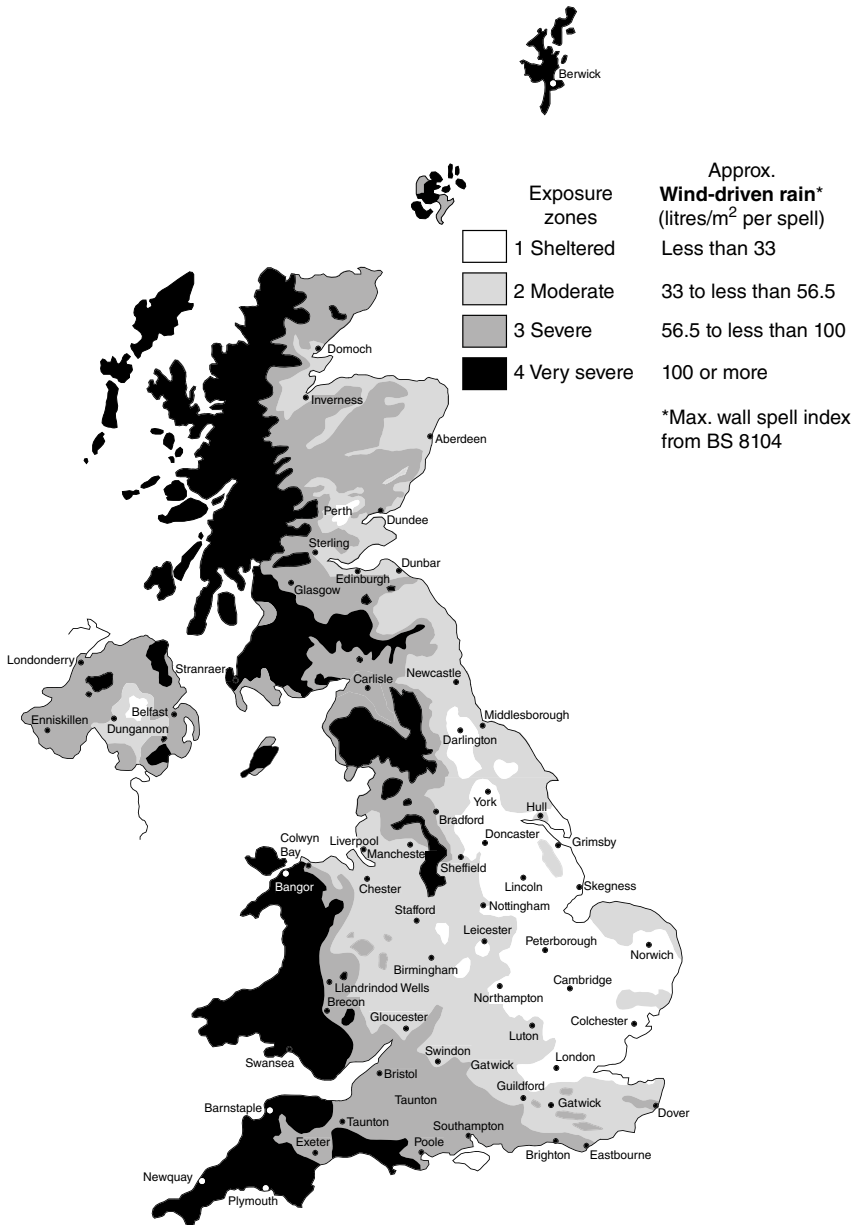 Berwick
Approx.
Exposure
zones
Wind-driven rain*
(litres/m² per spell)
1 Sheltered
Less than 33
2 Moderate
33 to less than 56.5
3 Severe
56.5 to less than 100
4 Very severe
100 or more
*Max. wall spell index
from BS 8104
Domoch
Inverness
Aberdeen
Perth
Dundee
Sterling
Dunbar
Edinburgh
Glasgow
Londonderry
Stranraer
Newcastle
Carlisle
Enniskillen
Belfast
Dungannon
Middlesborough
Darlington
York
Hull
Bradford
Doncaster
Grimsby
Colwyn
Bay
Liverpool
Manchester
Sheffield
Bangor
Chester
Lincoln
Skegness
Stafford
Nottingham
Leicester
Peterborough
Norwich
Birmingham
Llandrindod Wells
Northampton
Cambridge
Brecon
Gloucester
Colchester
Luton
Swansea
Swindon
Gatwick
London
Bristol
Guildford
Taunton
Gatwick
Dover
Barnstaple
Taunton
Southampton
Exeter
Poole
Brighton
Eastbourne
Newquay
Plymouth